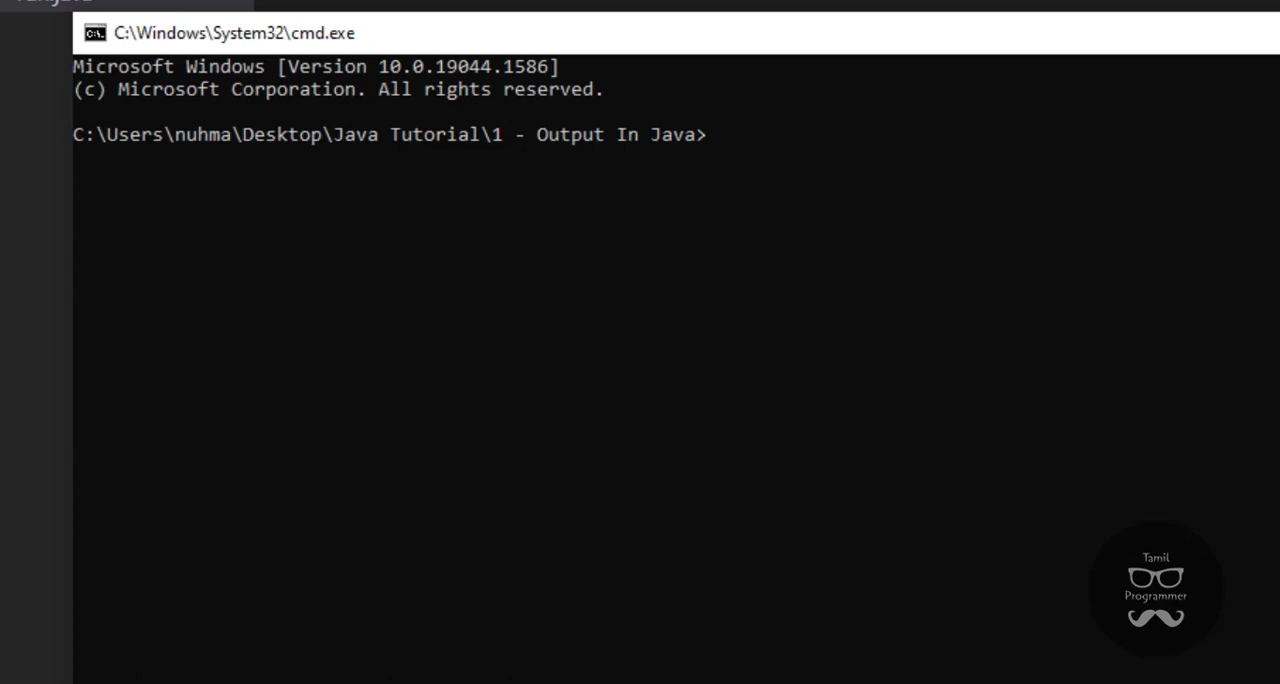 C:\Windows\System32\cmd.exe
Microsoft Windows [Version 10.0.19044.1586]
(c) Microsoft Corporation. All rights reserved.
C:\Users\nuhma\Desktop\Java Tutorial\1 - Output In Java>
Tamil
Programmer